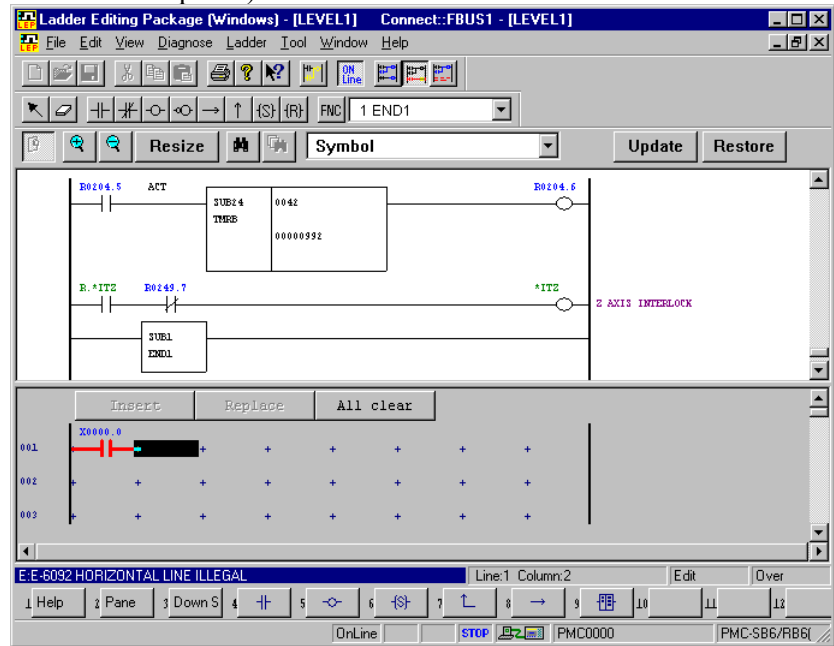 Ladder Editing Package (Windows) - [LEVEL1] Connect::FBUS1 - [LEVEL1]
File Edit View Diagnose Ladder Tool Window Help
ON Line
{S} {R} FNC 1 END1
Resize Symbol Update Restore
R0204.5 ACT R0204.6
SUB24 0042
TMRB
00000992
R.*ITZ R0249.7 *ITZ
Z AXIS INTERLOCK
SUB1
END1
Insert Replace All clear
X0000.0
001
002
003
E:E-6092 HORIZONTAL LINE ILLEGAL Line:1 Column:2 Edit Over
1 Help 2 Pane 3 Down S 4 5 6 {S} 7 8 9 10 11 12
OnLine STOP PMC0000 PMC-SB6/RB6(